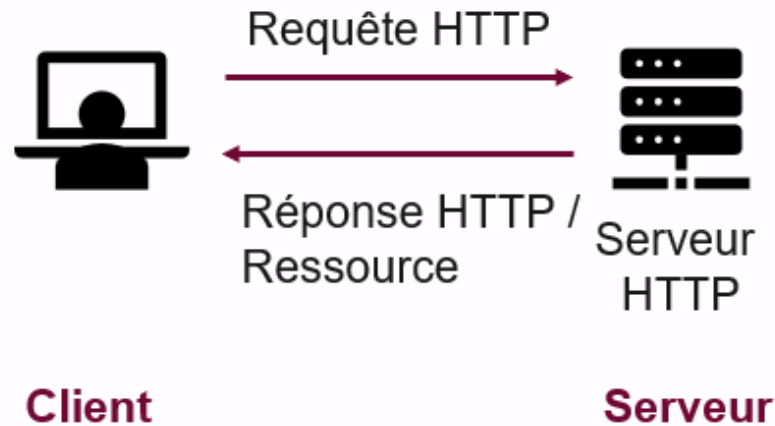 Requête HTTP
Réponse HTTP /
Ressource
Serveur
HTTP
Client
Serveur